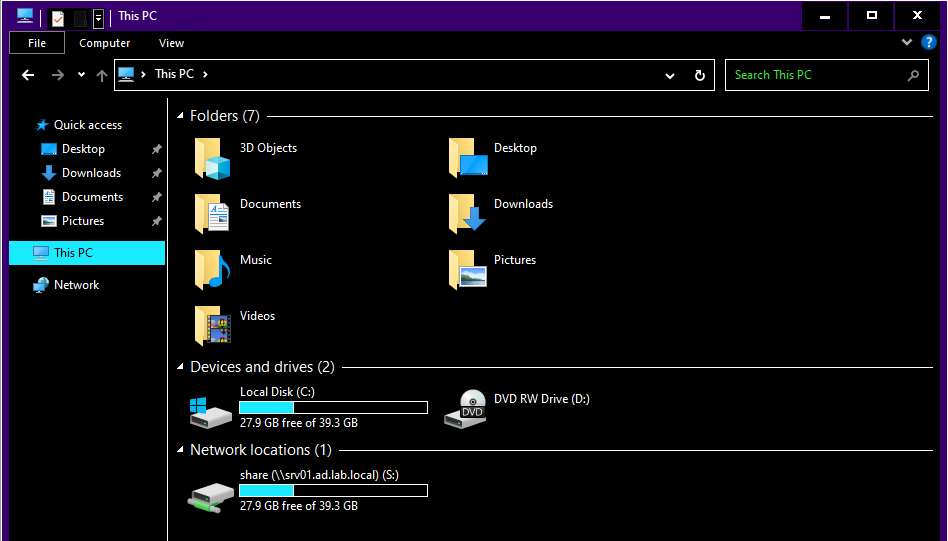 This PC
File Computer View
This PC
Search This PC
Quick access
Desktop
Downloads
Documents
Pictures
This PC
Network
Folders (7)
3D Objects
Desktop
Documents
Downloads
Music
Pictures
Videos
Devices and drives (2)
Local Disk (C:)
27.9 GB free of 39.3 GB
DVD
DVD RW Drive (D:)
Network locations (1)
share (\\srv01.ad.lab.local) (S:)
27.9 GB free of 39.3 GB